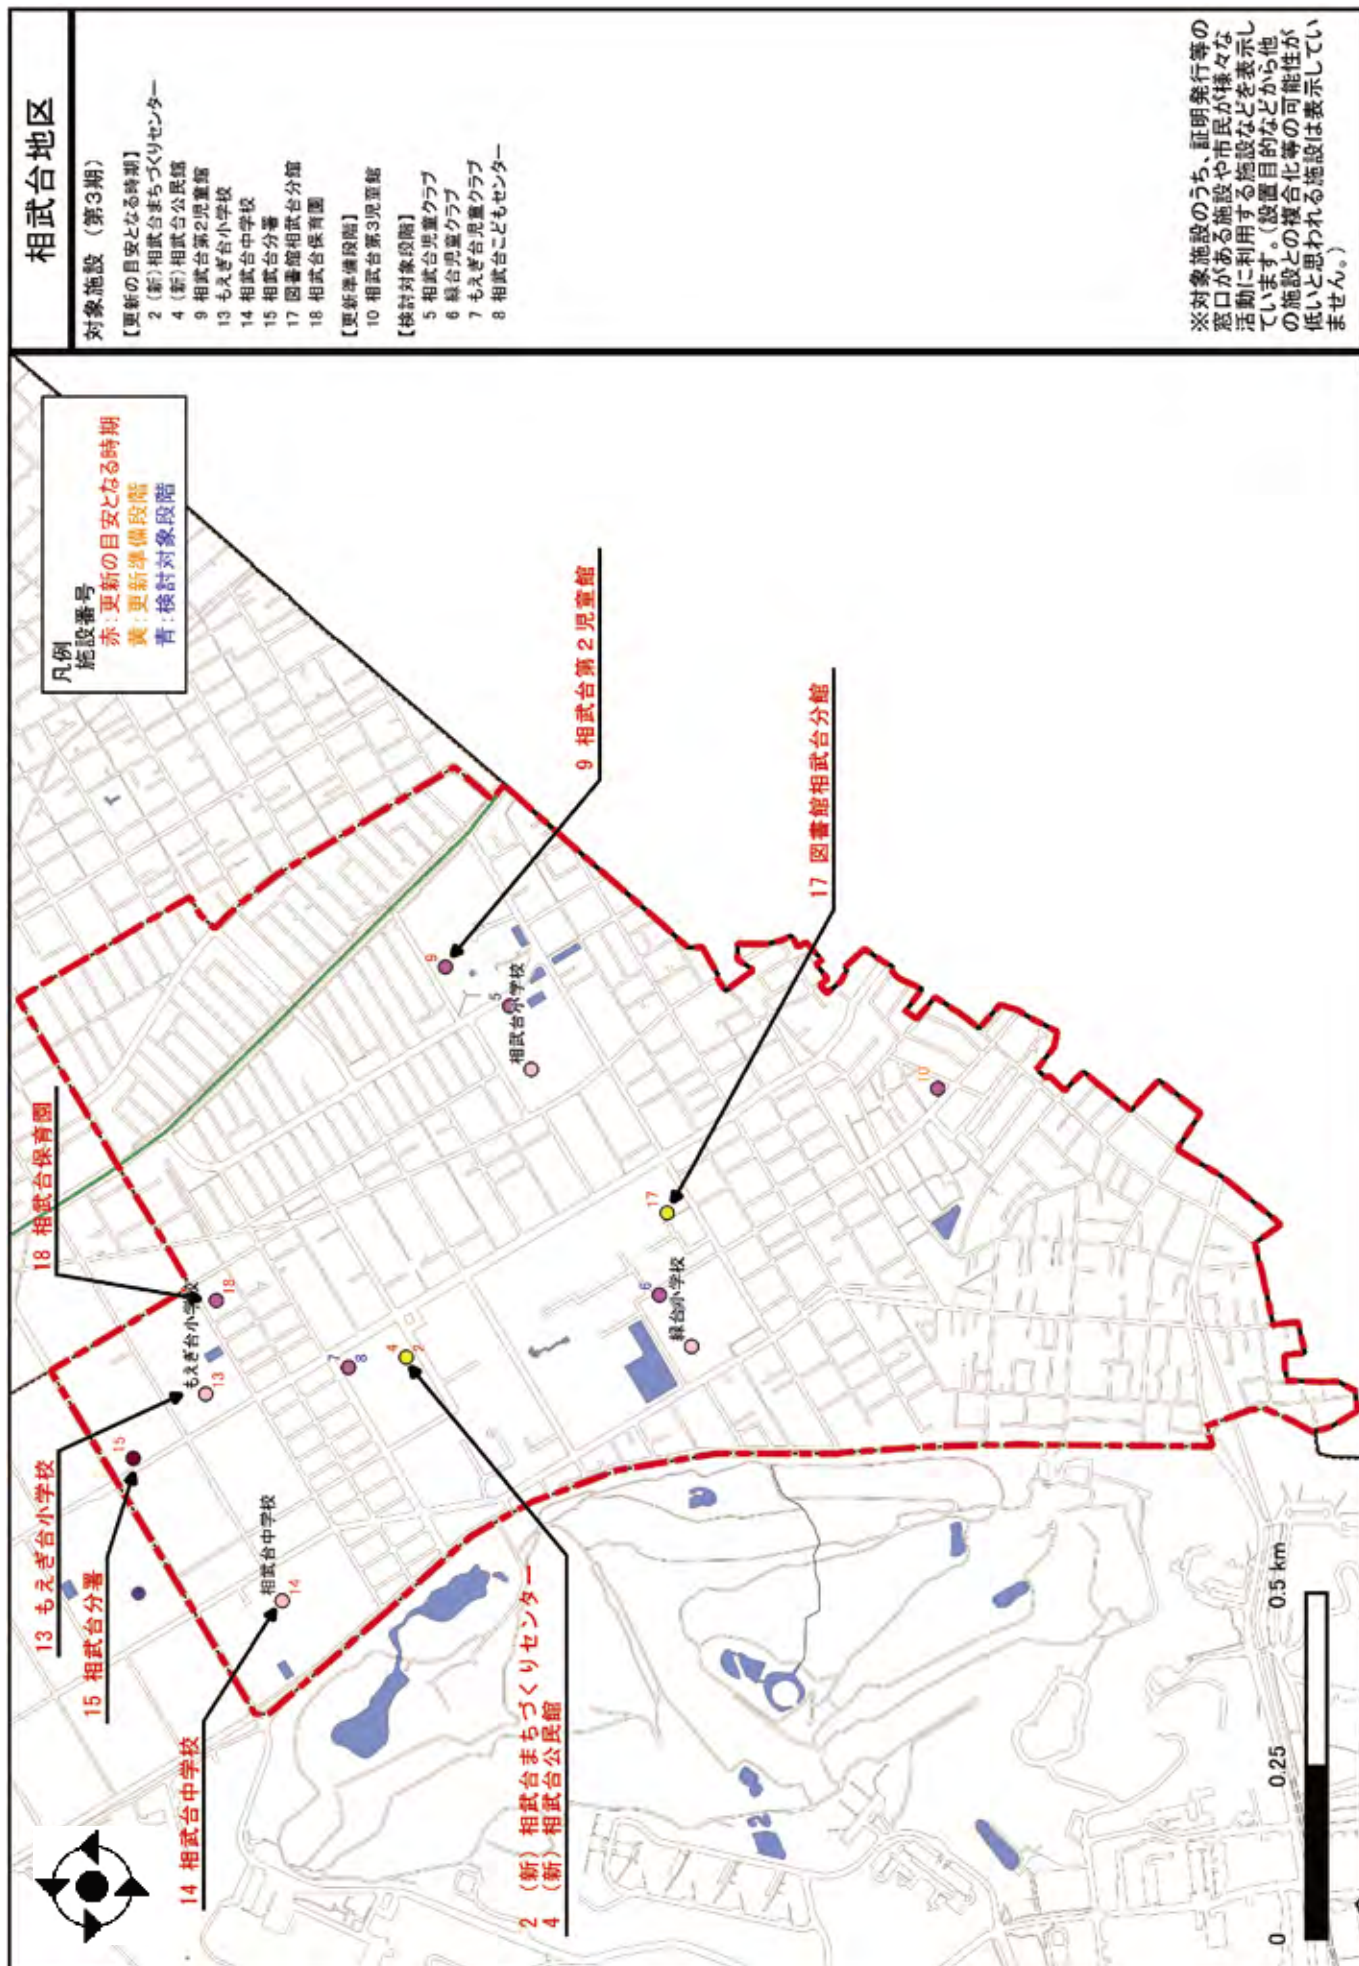 相武台地区
対象施設（第3期）
【更新の目安となる時期】
2 （新）相武台まちづくりセンター
4 （新）相武台公民館
9 相武台第2児童館
13 もえぎ台小学校
14 相武台中学校
15 相武台分署
17 図書館相武台分館
18 相武台保育園
【更新準備段階】
10 相武台第3児童館
【検討対象段階】
5 相武台児童クラブ
6 緑台児童クラブ
7 もえぎ台児童クラブ
8 相武台こどもセンター
※対象施設のうち、証明発行等の
窓口がある施設や市民が様々な
活動に利用する施設などを表示し
ています。（設置目的などから他
の施設との複合化等の可能性が
低いと思われる施設は表示してい
ません。）
凡例
施設番号
赤：更新の目安となる時期
黄：更新準備段階
青：検討対象段階
13 もえぎ台小学校
15 相武台分署
14 相武台中学校
18 相武台保育園
2 （新）相武台まちづくりセンター
4 （新）相武台公民館
9 相武台第2児童館
17 図書館相武台分館
15
もえぎ台小学校
13
18
相武台中学校
14
7
8
4
2
9
5
相武台小学校
17
6
緑台小学校
10
0
0.25
0.5 km